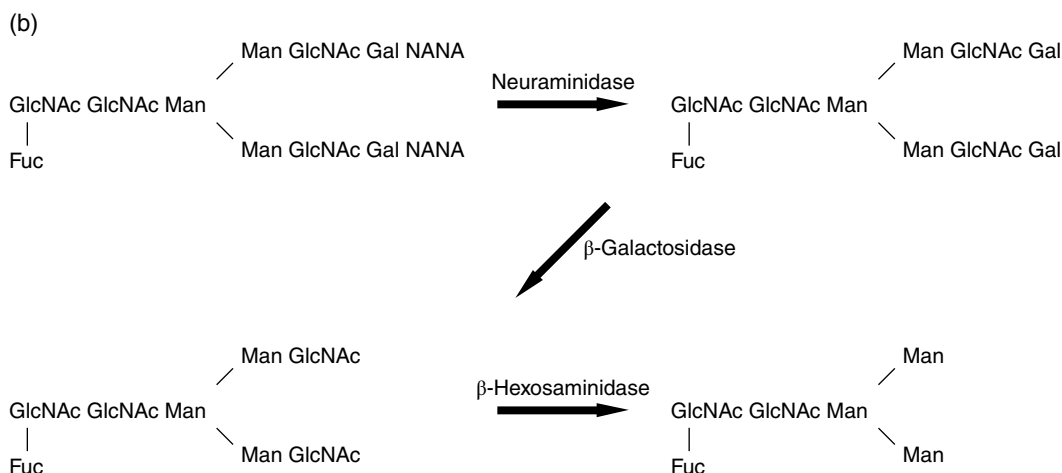 (b)
Man GlcNAc Gal NANA
GlcNAc GlcNAc Man
Fuc
Man GlcNAc Gal NANA
Neuraminidase
Man GlcNAc Gal
GlcNAc GlcNAc Man
Fuc
Man GlcNAc Gal
β-Galactosidase
Man GlcNAc
GlcNAc GlcNAc Man
Fuc
Man GlcNAc
β-Hexosaminidase
Man
GlcNAc GlcNAc Man
Fuc
Man